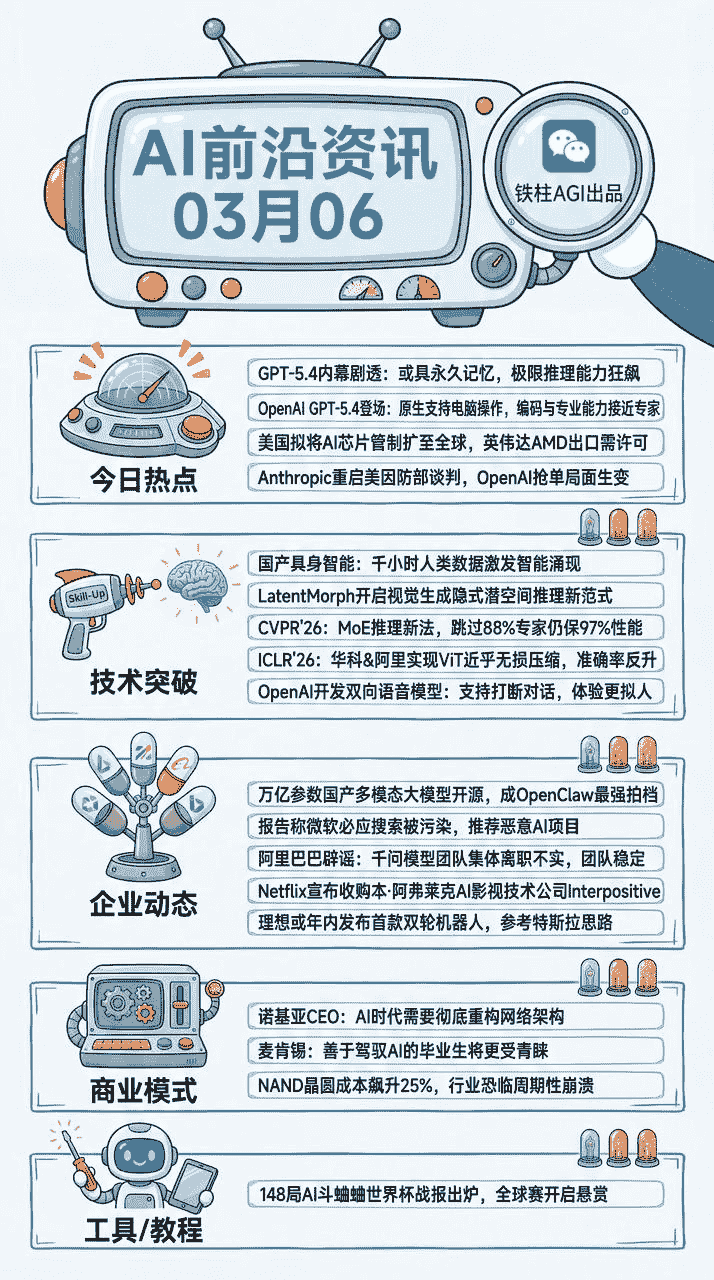 AI前沿资讯
03月06
铁柱AGI出品
今日热点
GPT-5.4内幕剧透：或具永久记忆，极限推理能力狂飙
OpenAI GPT-5.4登场：原生支持电脑操作，编码与专业能力接近专家
美国拟将AI芯片管制扩至全球，英伟达AMD出口需许可
Anthropic重启美国防部谈判，OpenAI抢单局面生变
Skill-Up
技术突破
国产具身智能：千小时人类数据激发智能涌现
LatentMorph开启视觉生成隐式潜空间推理新范式
CVPR'26：MoE推理新法，跳过88%专家仍保97%性能
ICLR'26：华科&阿里实现ViT近乎无损压缩，准确率反升
OpenAI开发双向语音模型：支持打断对话，体验更拟人
企业动态
万亿参数国产多模态大模型开源，成OpenClaw最强拍档
报告称微软必应搜索被污染，推荐恶意AI项目
阿里巴巴辟谣：千问模型团队集体离职不实，团队稳定
Netflix宣布收购本·阿弗莱克AI影视技术公司Interpositive
理想或年内发布首款双轮机器人，参考特斯拉思路
商业模式
诺基亚CEO：AI时代需要彻底重构网络架构
麦肯锡：善于驾驭AI的毕业生将更受青睐
NAND晶圆成本飙升25%，行业恐临周期性崩溃
工具/教程
148局AI斗蛐蛐世界杯战报出炉，全球赛开启悬赏